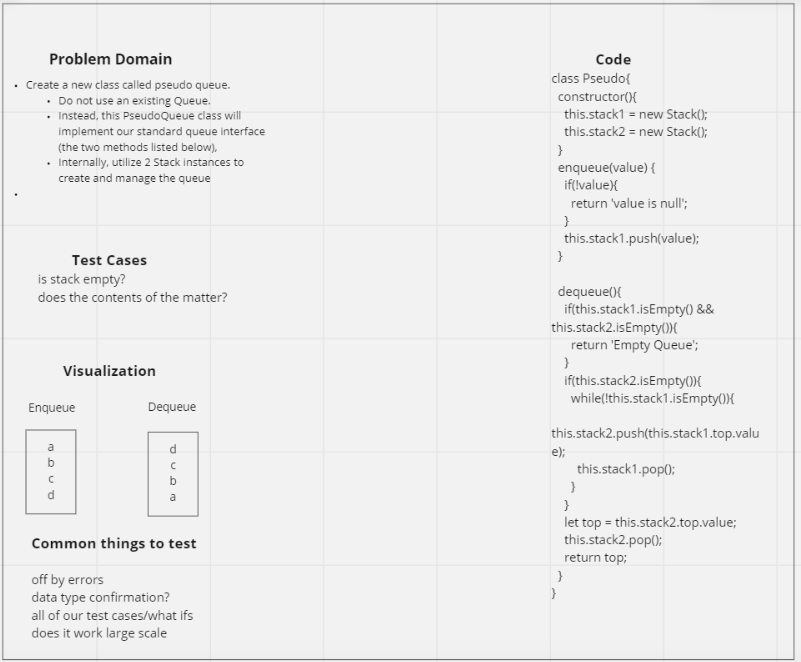 Problem Domain
Create a new class called pseudo queue.
Do not use an existing Queue.
Instead, this PseudoQueue class will
implement our standard queue interface
(the two methods listed below),
Internally, utilize 2 Stack instances to
create and manage the queue
Test Cases
is stack empty?
does the contents of the matter?
Visualization
Enqueue
a
b
c
d
Dequeue
d
c
b
a
Common things to test
off by errors
data type confirmation?
all of our test cases/what ifs
does it work large scale
Code
class Pseudo{
constructor(){
this.stack1 = new Stack();
this.stack2 = new Stack();
}
enqueue(value) {
if(!value){
return 'value is null';
}
this.stack1.push(value);
}
dequeue(){
if(this.stack1.isEmpty() &&
this.stack2.isEmpty()){
return 'Empty Queue';
}
if(this.stack2.isEmpty()){
while(!this.stack1.isEmpty()){
this.stack2.push(this.stack1.top.valu
e);
this.stack1.pop();
}
}
let top = this.stack2.top.value;
this.stack2.pop();
return top;
}
}